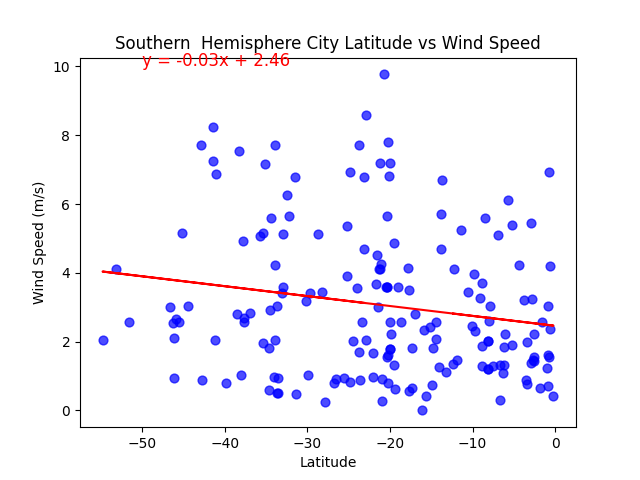 Southern  Hemisphere City Latitude vs Wind Speed
y = -0.03x + 2.46
10
8
6
4
2
0
Wind Speed (m/s)
−50 −40 −30 −20 −10 0
Latitude